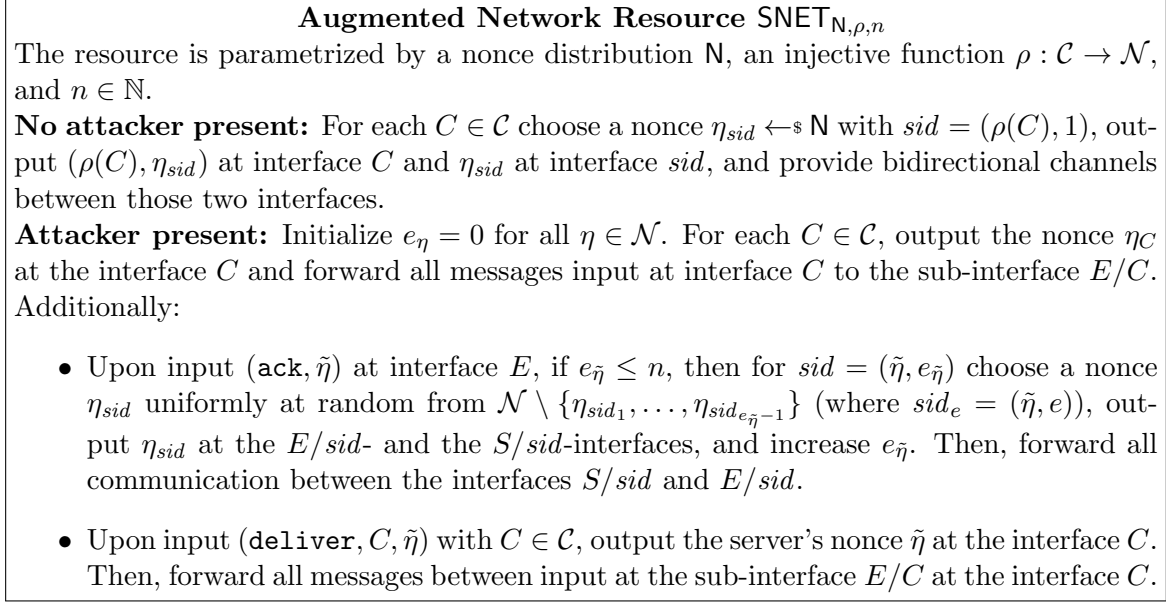 Augmented Network Resource SNET_{N,ρ,n}
The resource is parametrized by a nonce distribution N, an injective function ρ : 𝒞 → 𝒩,
and n ∈ ℕ.
No attacker present: For each C ∈ 𝒞 choose a nonce η_{sid} ←$ N with sid = (ρ(C), 1), out-
put (ρ(C), η_{sid}) at interface C and η_{sid} at interface sid, and provide bidirectional channels
between those two interfaces.
Attacker present: Initialize e_η = 0 for all η ∈ 𝒩. For each C ∈ 𝒞, output the nonce η_C
at the interface C and forward all messages input at interface C to the sub-interface E/C.
Additionally:
• Upon input (ack, η̃) at interface E, if e_{η̃} ≤ n, then for sid = (η̃, e_{η̃}) choose a nonce
η_{sid} uniformly at random from 𝒩 \ {η_{sid_1}, . . . , η_{sid_{e_{η̃}−1}}} (where sid_e = (η̃, e)), out-
put η_{sid} at the E/sid- and the S/sid-interfaces, and increase e_{η̃}. Then, forward all
communication between the interfaces S/sid and E/sid.
• Upon input (deliver, C, η̃) with C ∈ 𝒞, output the server's nonce η̃ at the interface C.
Then, forward all messages between input at the sub-interface E/C at the interface C.